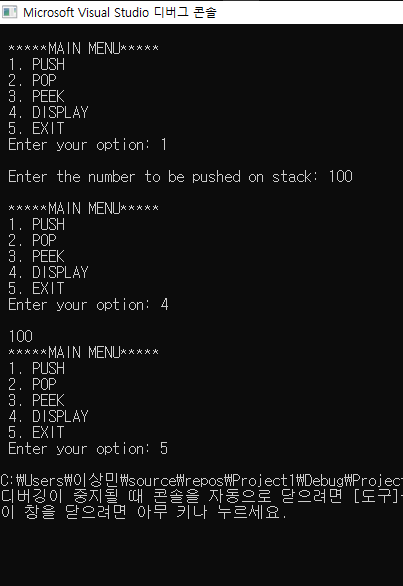 Microsoft Visual Studio 디버그 콘솔
*****MAIN MENU*****
1. PUSH
2. POP
3. PEEK
4. DISPLAY
5. EXIT
Enter your option: 1
Enter the number to be pushed on stack: 100
*****MAIN MENU*****
1. PUSH
2. POP
3. PEEK
4. DISPLAY
5. EXIT
Enter your option: 4
100
*****MAIN MENU*****
1. PUSH
2. POP
3. PEEK
4. DISPLAY
5. EXIT
Enter your option: 5
C:₩Users₩이상민₩source₩repos₩Project1₩Debug₩Project
디버깅이 중지될 때 콘솔을 자동으로 닫으려면 [도구]
이 창을 닫으려면 아무 키나 누르세요.